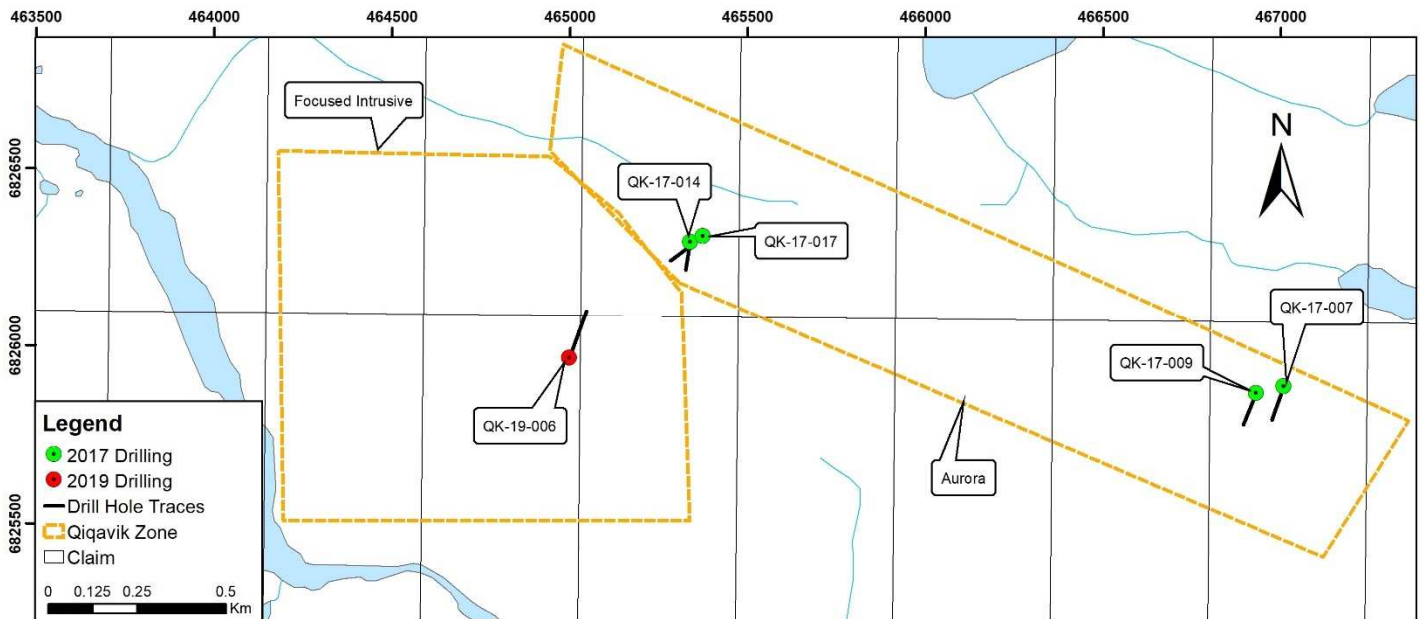 463500 464000 464500 465000 465500 466000 466500 467000
6826500
6826000
6825500
Focused Intrusive
N
QK-17-014
QK-17-017
QK-17-007
QK-17-009
QK-19-006
Aurora
Legend
2017 Drilling
2019 Drilling
Drill Hole Traces
Qiqavik Zone
Claim
0 0.125 0.25 0.5
Km